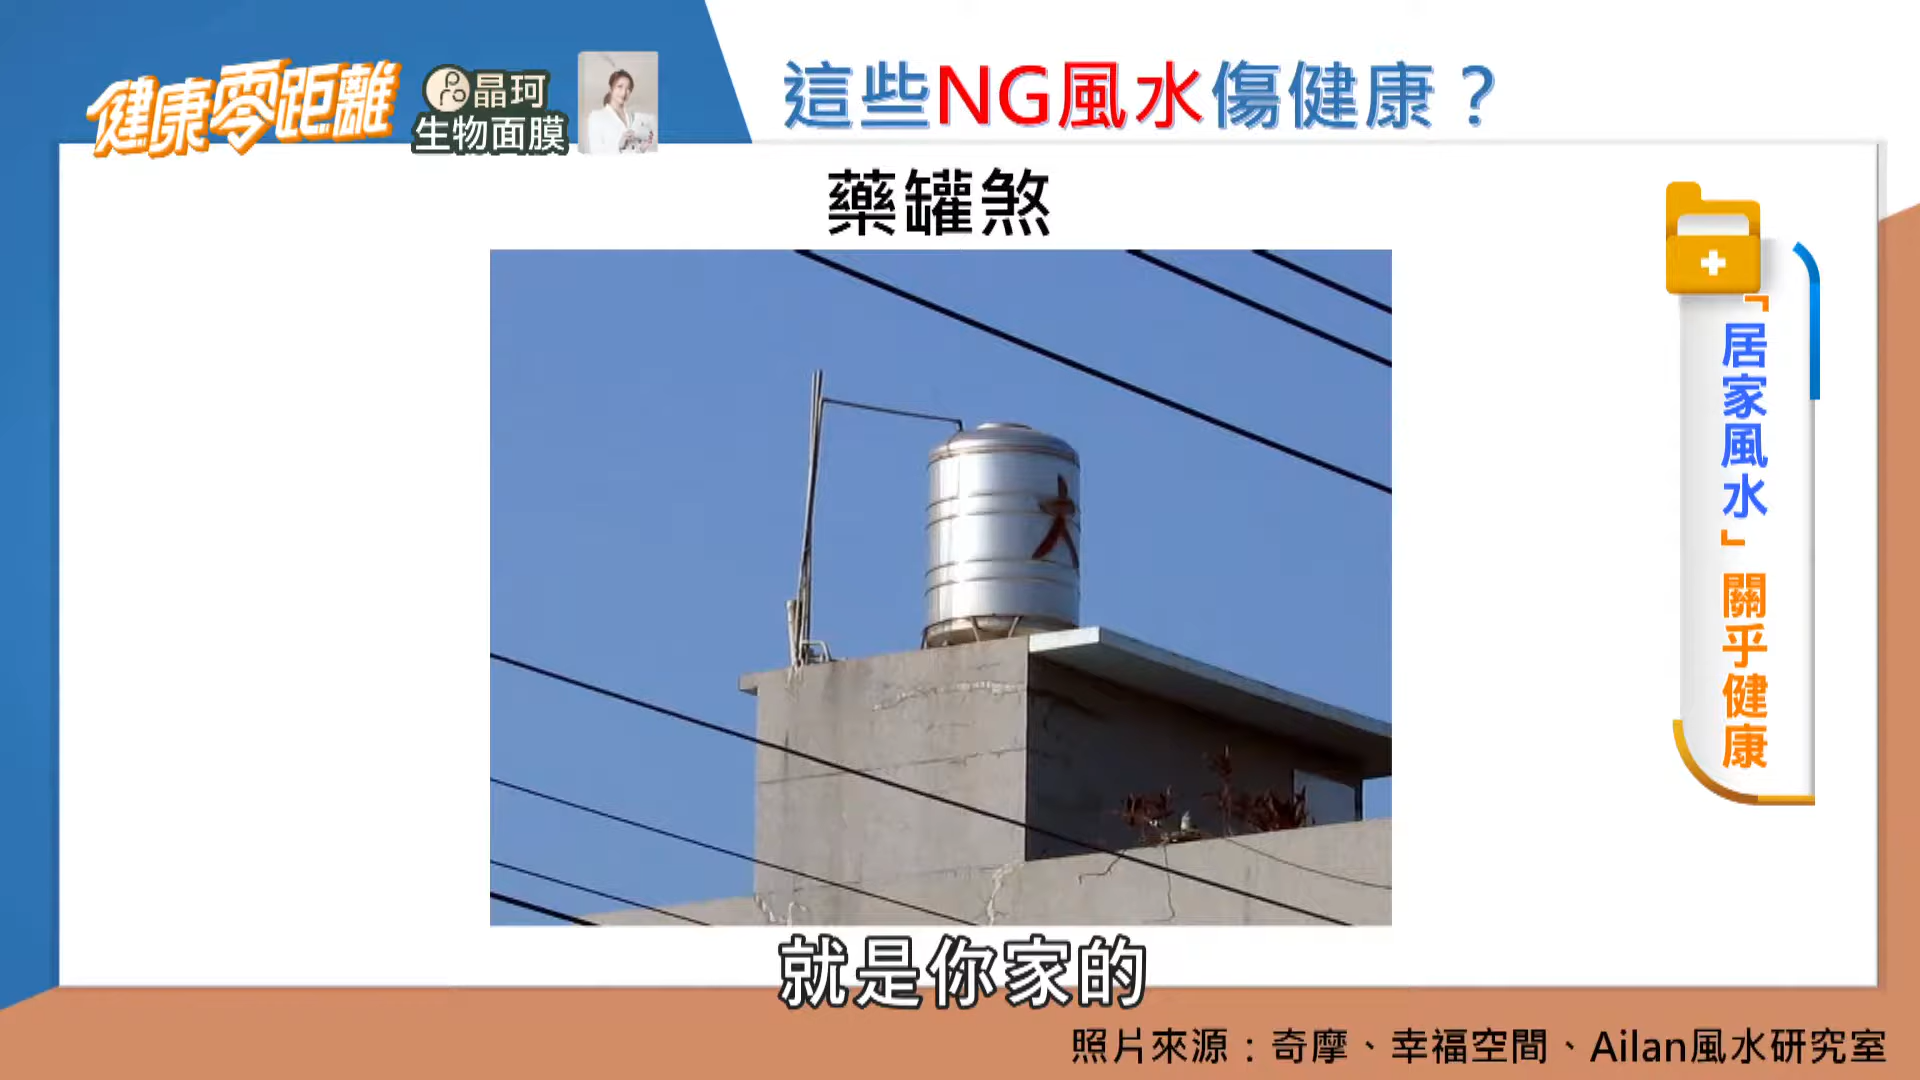 健康零距離
晶珂
生物面膜
這些NG風水傷健康？
藥罐煞
大
「居家風水」關乎健康
就是你家的
照片來源：奇摩、幸福空間、Ailan風水研究室